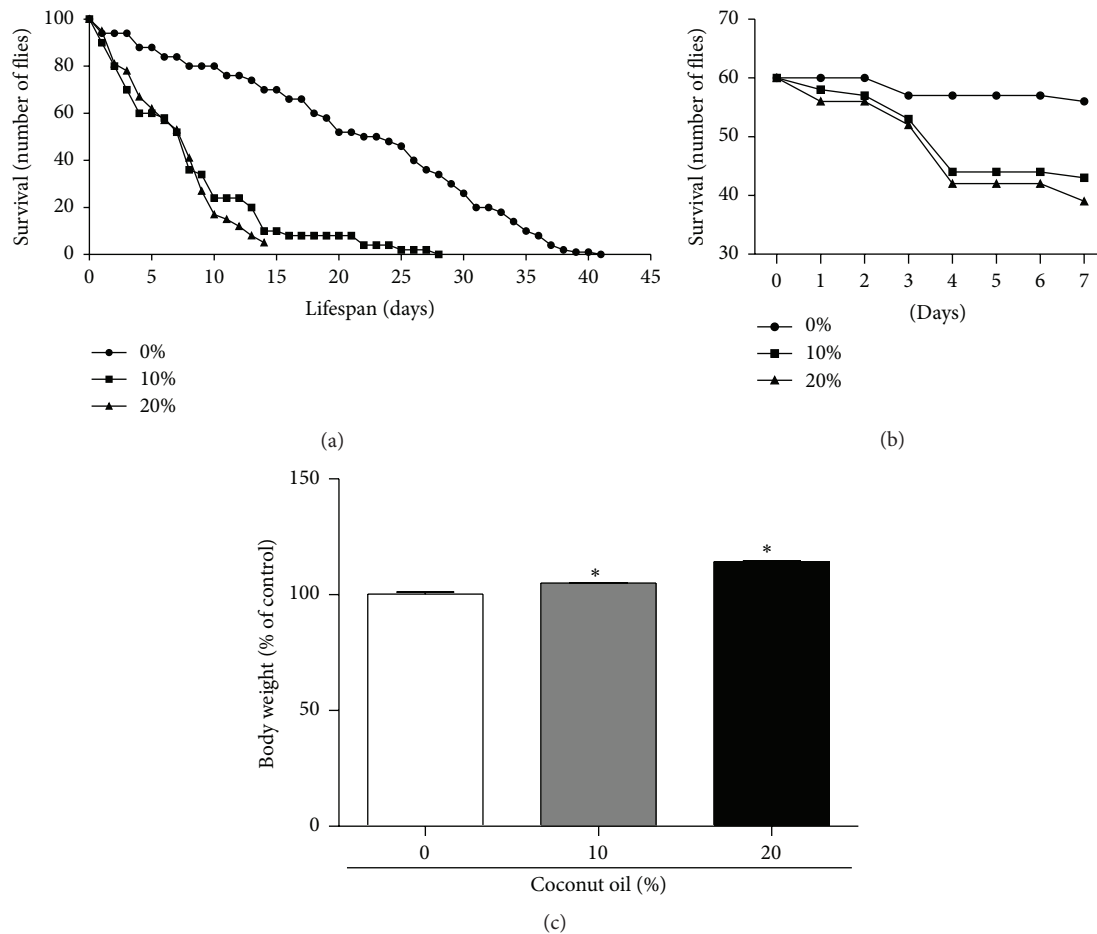 Survival (number of flies)
100
80
60
40
20
0
0 5 10 15 20 25 30 35 40 45
Lifespan (days)
0%
10%
20%
(a)
Survival (number of flies)
70
60
50
40
30
0 1 2 3 4 5 6 7
(Days)
0%
10%
20%
(b)
Body weight (% of control)
150
100
50
0
*
*
0 10 20
Coconut oil (%)
(c)